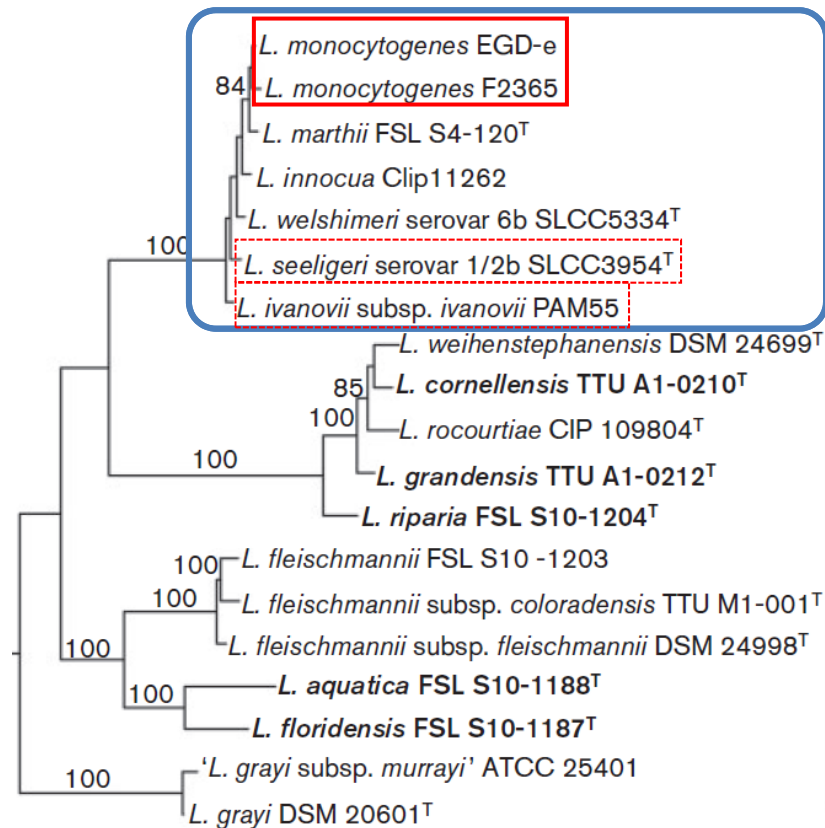 L. monocytogenes EGD-e
84
L. monocytogenes F2365
L. marthii FSL S4-120ᵀ
L. innocua Clip11262
L. welshimeri serovar 6b SLCC5334ᵀ
100
L. seeligeri serovar 1/2b SLCC3954ᵀ
L. ivanovii subsp. ivanovii PAM55
L. weihenstephanensis DSM 24699ᵀ
85
L. cornellensis TTU A1-0210ᵀ
100
L. rocourtiae CIP 109804ᵀ
100
L. grandensis TTU A1-0212ᵀ
L. riparia FSL S10-1204ᵀ
100
L. fleischmannii FSL S10 -1203
100
L. fleischmannii subsp. coloradensis TTU M1-001ᵀ
100
L. fleischmannii subsp. fleischmannii DSM 24998ᵀ
100
L. aquatica FSL S10-1188ᵀ
L. floridensis FSL S10-1187ᵀ
100
'L. grayi subsp. murrayi' ATCC 25401
L. grayi DSM 20601ᵀ